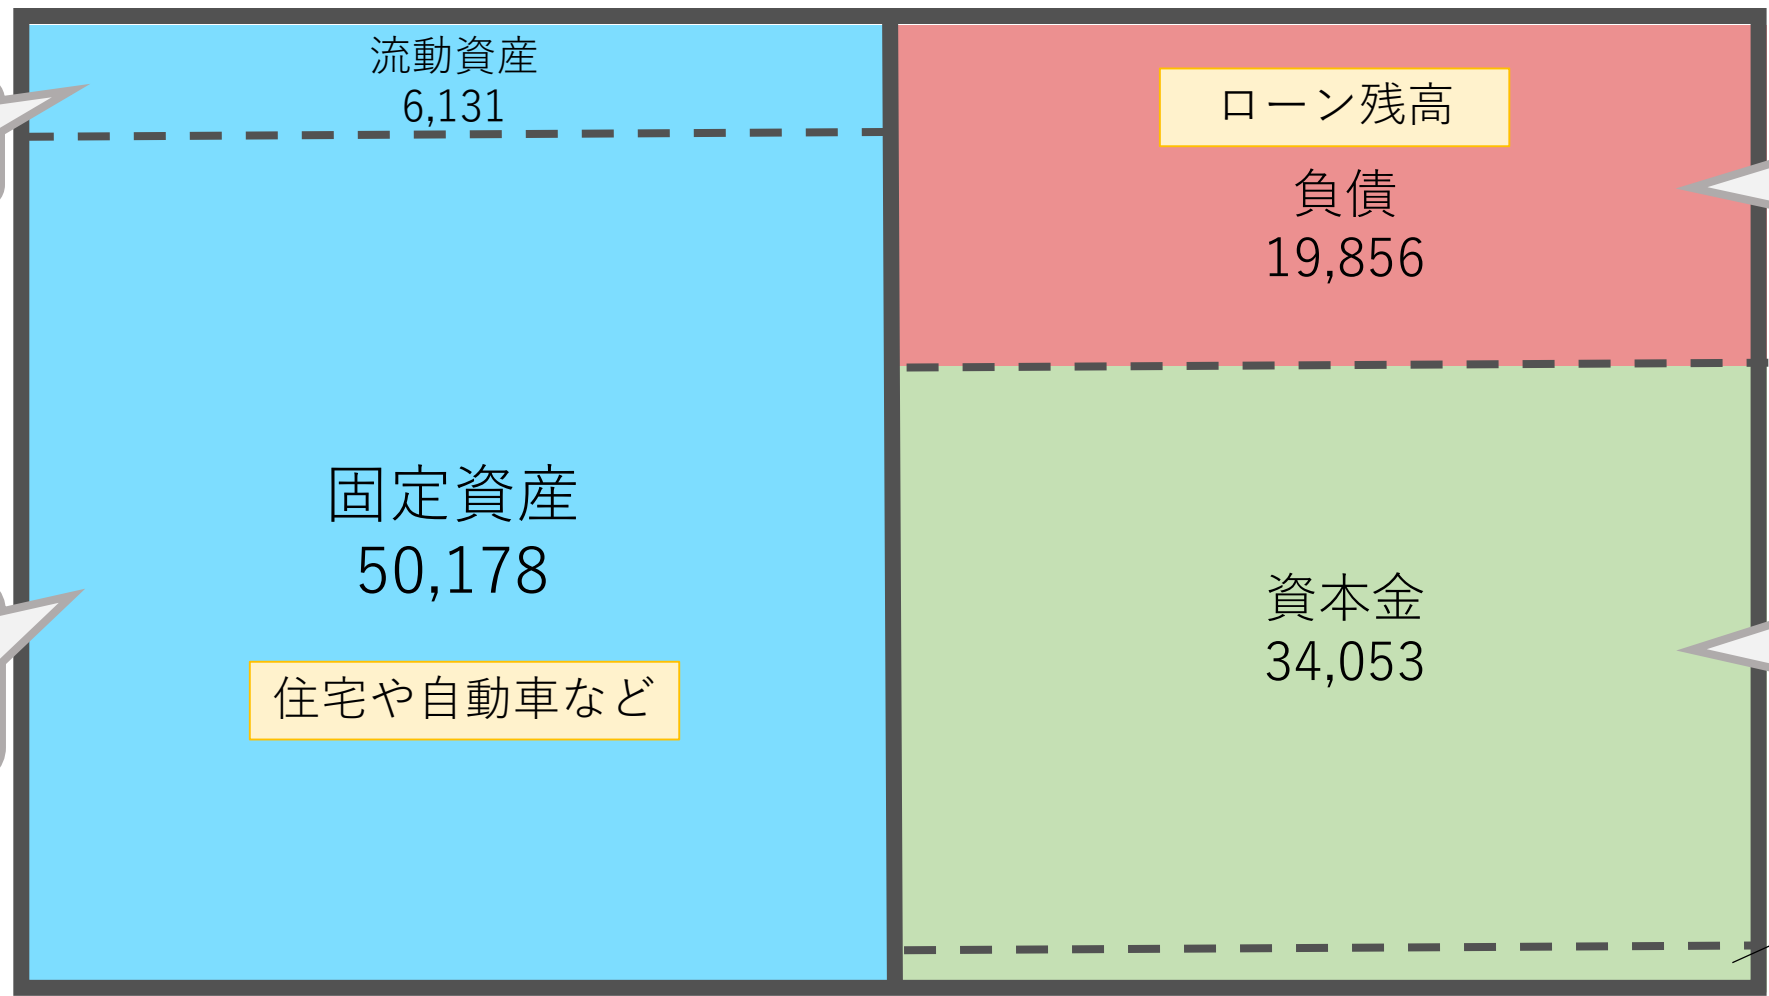 流動資産
6,131
固定資産
50,178
住宅や自動車など
ローン残高
負債
19,856
資本金
34,053